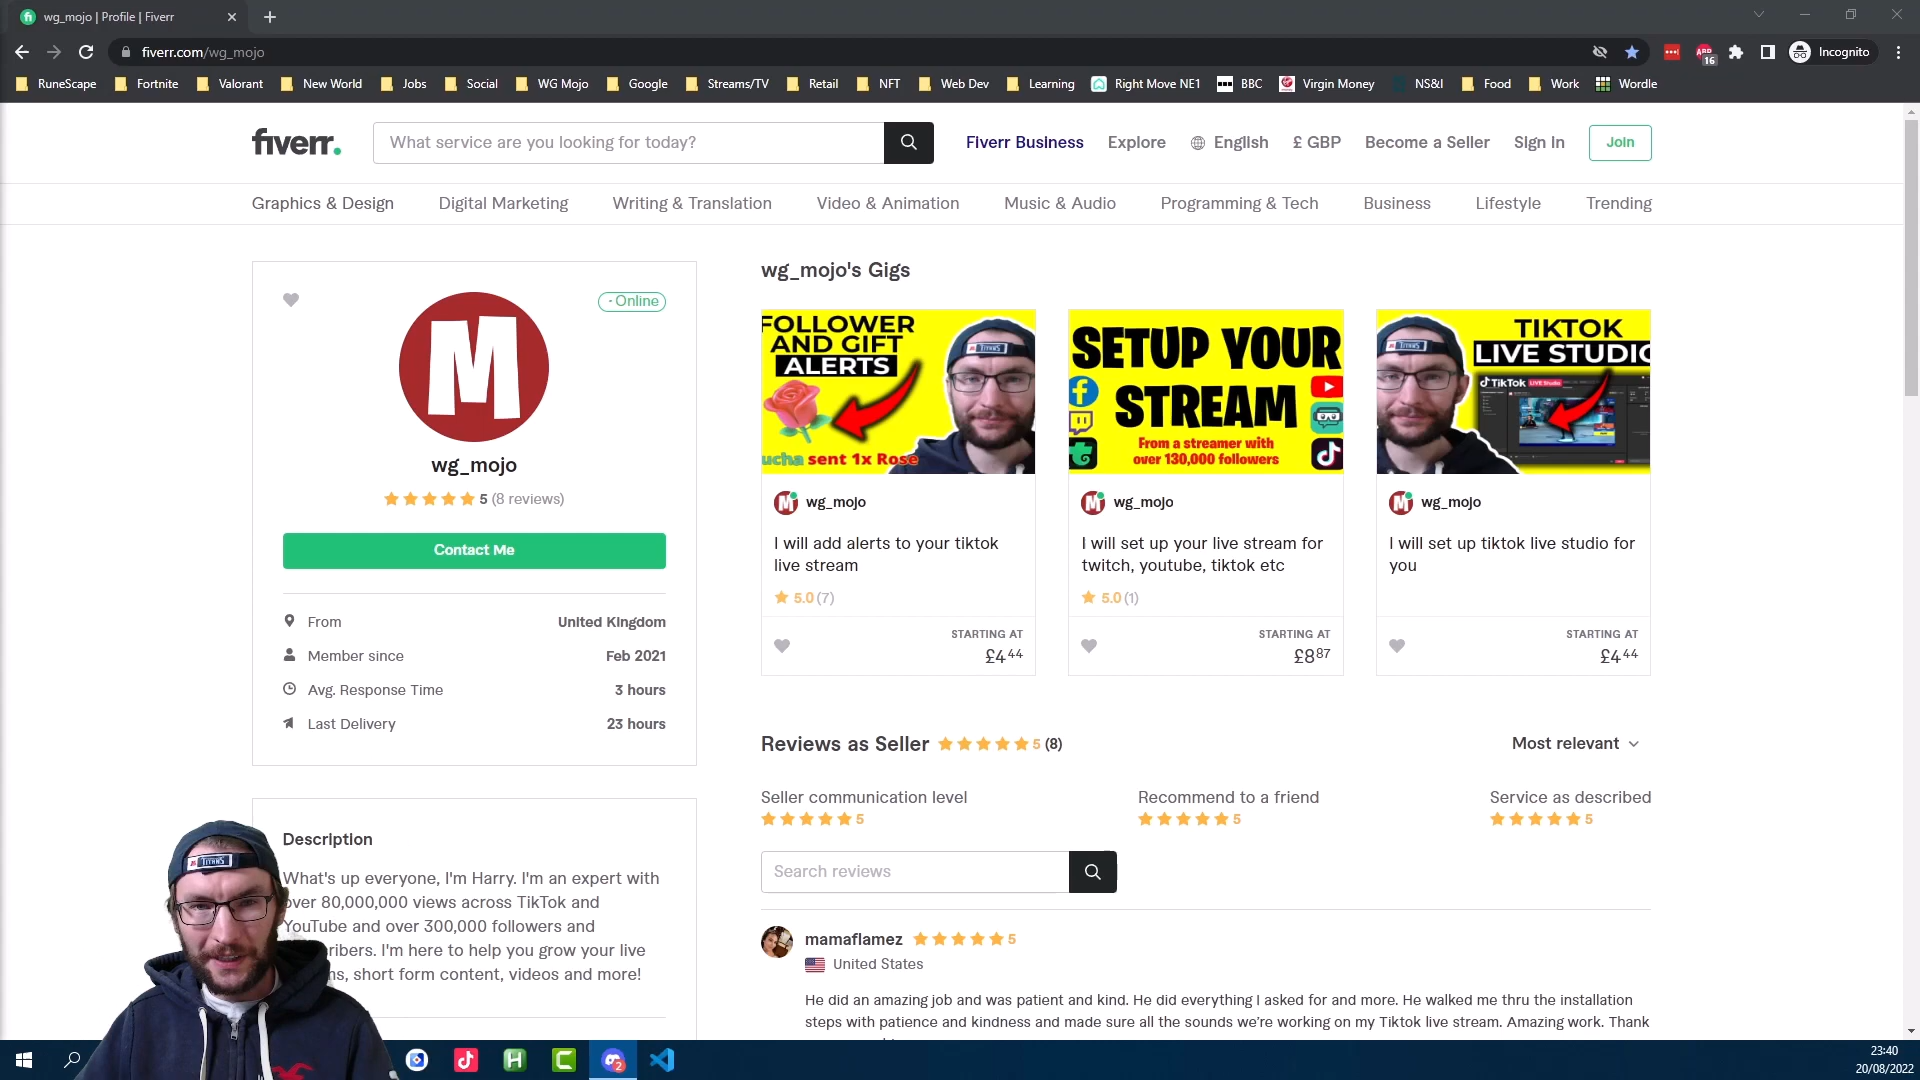 wg_mojo | Profile | Fiverr
fiverr.com/wg_mojo
16
Incognito
RuneScape
Fortnite
Valorant
New World
Jobs
Social
WG Mojo
Google
Streams/TV
Retail
NFT
Web Dev
Learning
Right Move NE1
BBC
Virgin Money
NS&I
Food
Work
Wordle
fiverr.
What service are you looking for today?
Fiverr Business
Explore
English
£ GBP
Become a Seller
Sign in
Join
Graphics & Design
Digital Marketing
Writing & Translation
Video & Animation
Music & Audio
Programming & Tech
Business
Lifestyle
Trending
Online
M
wg_mojo
5 (8 reviews)
Contact Me
From
United Kingdom
Member since
Feb 2021
Avg. Response Time
3 hours
Last Delivery
23 hours
Description
What's up everyone, I'm Harry. I'm an expert with
over 80,000,000 views across TikTok and
YouTube and over 300,000 followers and
ribers. I'm here to help you grow your live
ns, short form content, videos and more!
TITANS
wg_mojo's Gigs
FOLLOWER
AND GIFT
ALERTS
ucha sent 1x Rose
TITANS
wg_mojo
I will add alerts to your tiktok
live stream
5.0 (7)
STARTING AT
£4⁴⁴
SETUP YOUR
STREAM
From a streamer with
over 130,000 followers
wg_mojo
I will set up your live stream for
twitch, youtube, tiktok etc
5.0 (1)
STARTING AT
£8⁸⁷
TIKTOK
LIVE STUDIO
TikTok LIVE Studio
TITANS
wg_mojo
I will set up tiktok live studio for
you
STARTING AT
£4⁴⁴
Reviews as Seller
5 (8)
Most relevant
Seller communication level
5
Recommend to a friend
5
Service as described
5
Search reviews
mamaflamez
5
United States
He did an amazing job and was patient and kind. He did everything I asked for and more. He walked me thru the installation
steps with patience and kindness and made sure all the sounds we're working on my Tiktok live stream. Amazing work. Thank
2
23:40
20/08/2022